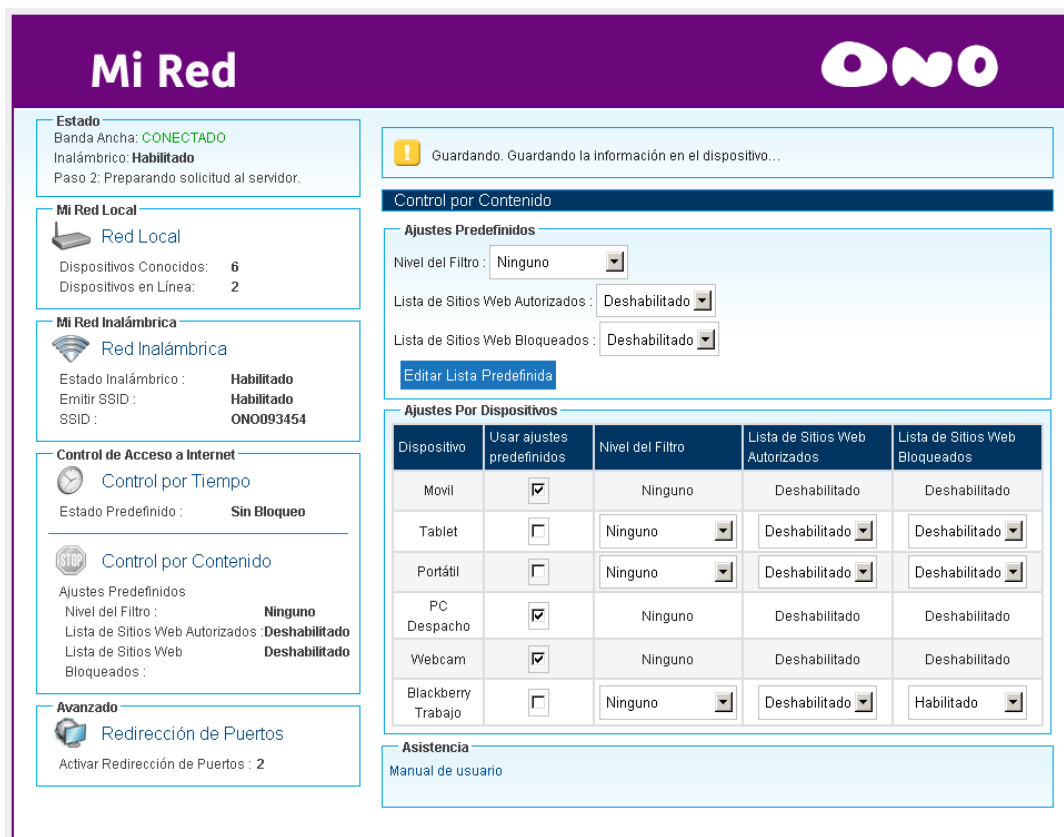 Mi Red
ONO
Estado
Banda Ancha: CONECTADO
Inalámbrico: Habilitado
Paso 2: Preparando solicitud al servidor.
Mi Red Local
Red Local
Dispositivos Conocidos: 6
Dispositivos en Línea: 2
Mi Red Inalámbrica
Red Inalámbrica
Estado Inalámbrico : Habilitado
Emitir SSID : Habilitado
SSID : ONO093454
Control de Acceso a Internet
Control por Tiempo
Estado Predefinido : Sin Bloqueo
STOP
Control por Contenido
Ajustes Predefinidos
Nivel del Filtro : Ninguno
Lista de Sitios Web Autorizados :Deshabilitado
Lista de Sitios Web Deshabilitado
Bloqueados :
Avanzado
Redirección de Puertos
Activar Redirección de Puertos : 2
! Guardando. Guardando la información en el dispositivo...
Control por Contenido
Ajustes Predefinidos
Nivel del Filtro : Ninguno
Lista de Sitios Web Autorizados : Deshabilitado
Lista de Sitios Web Bloqueados : Deshabilitado
Editar Lista Predefinida
Ajustes Por Dispositivos
Dispositivo Usar ajustes predefinidos Nivel del Filtro Lista de Sitios Web Autorizados Lista de Sitios Web Bloqueados
Movil Ninguno Deshabilitado Deshabilitado
Tablet Ninguno Deshabilitado Deshabilitado
Portátil Ninguno Deshabilitado Deshabilitado
PC Despacho Ninguno Deshabilitado Deshabilitado
Webcam Ninguno Deshabilitado Deshabilitado
Blackberry Trabajo Ninguno Deshabilitado Habilitado
Asistencia
Manual de usuario